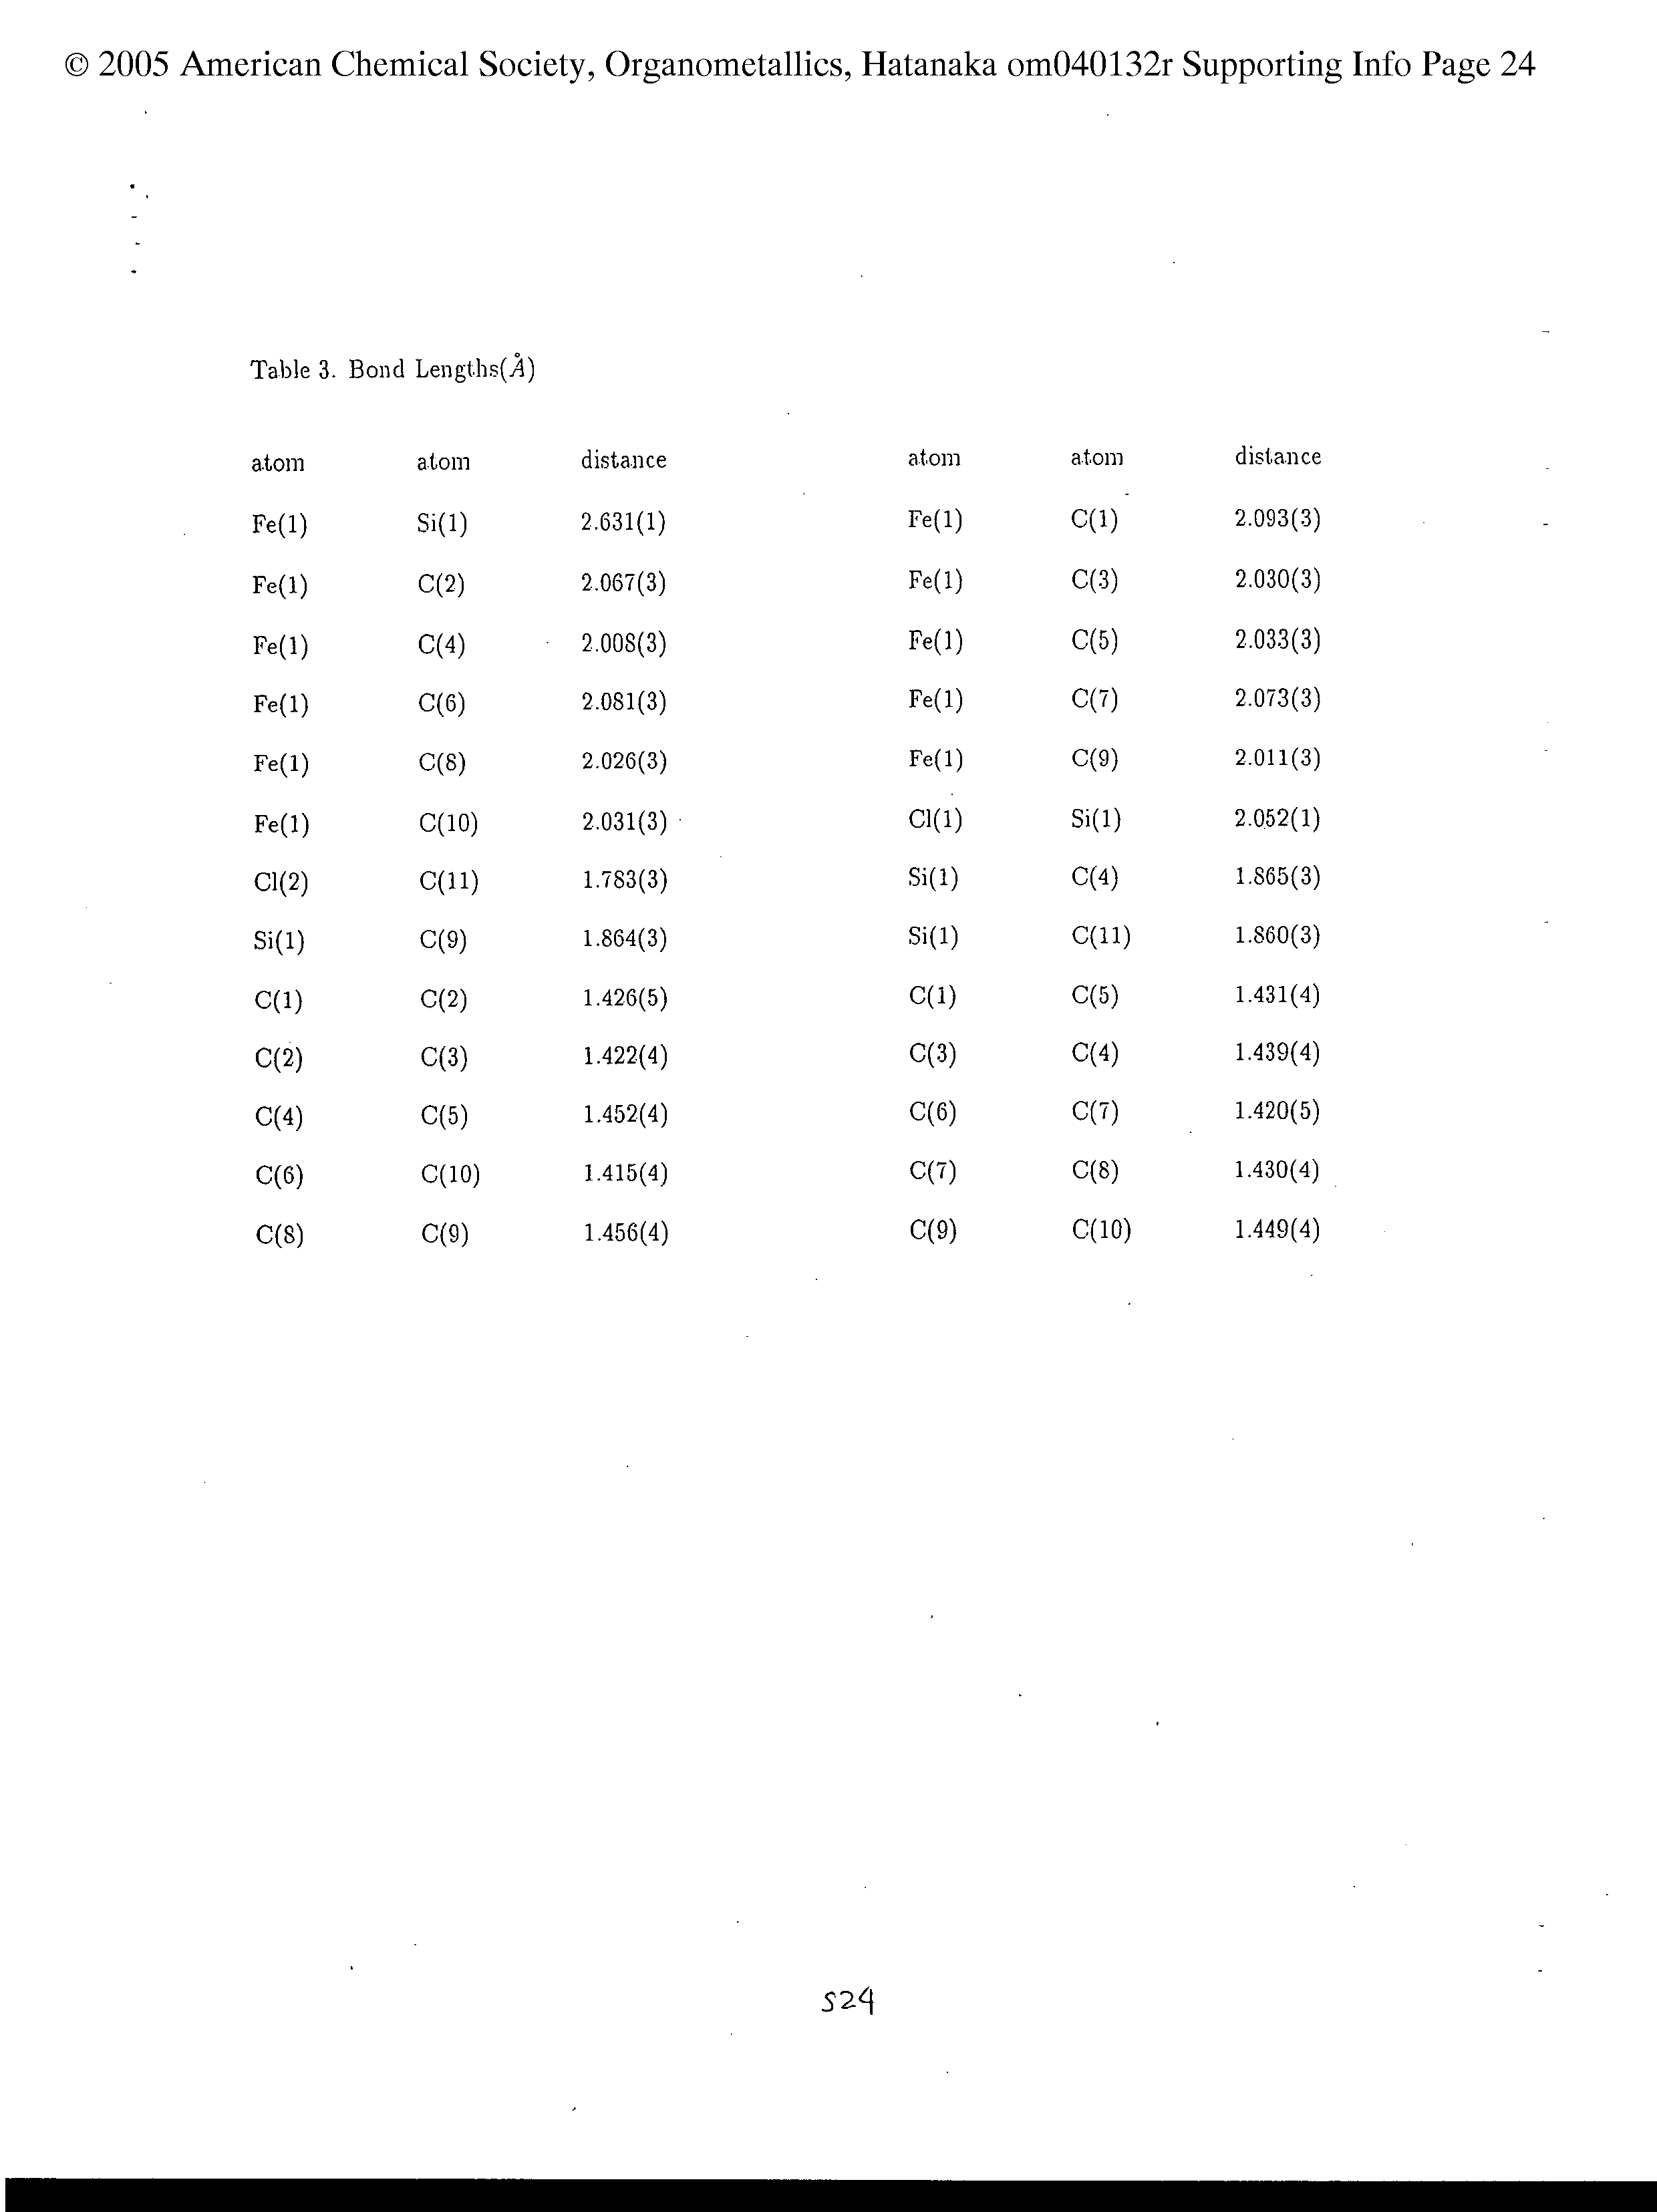 © 2005 American Chemical Society, Organometallics, Hatanaka om040132r Supporting Info Page 24
Table 3. Bond Lengths(Å)
atom atom distance atom atom distance
Fe(1) Si(1) 2.631(1) Fe(1) C(1) 2.093(3)
Fe(1) C(2) 2.067(3) Fe(1) C(3) 2.030(3)
Fe(1) C(4) 2.008(3) Fe(1) C(5) 2.033(3)
Fe(1) C(6) 2.081(3) Fe(1) C(7) 2.073(3)
Fe(1) C(8) 2.026(3) Fe(1) C(9) 2.011(3)
Fe(1) C(10) 2.031(3) Cl(1) Si(1) 2.052(1)
Cl(2) C(11) 1.783(3) Si(1) C(4) 1.865(3)
Si(1) C(9) 1.864(3) Si(1) C(11) 1.860(3)
C(1) C(2) 1.426(5) C(1) C(5) 1.431(4)
C(2) C(3) 1.422(4) C(3) C(4) 1.439(4)
C(4) C(5) 1.452(4) C(6) C(7) 1.420(5)
C(6) C(10) 1.415(4) C(7) C(8) 1.430(4)
C(8) C(9) 1.456(4) C(9) C(10) 1.449(4)
S24